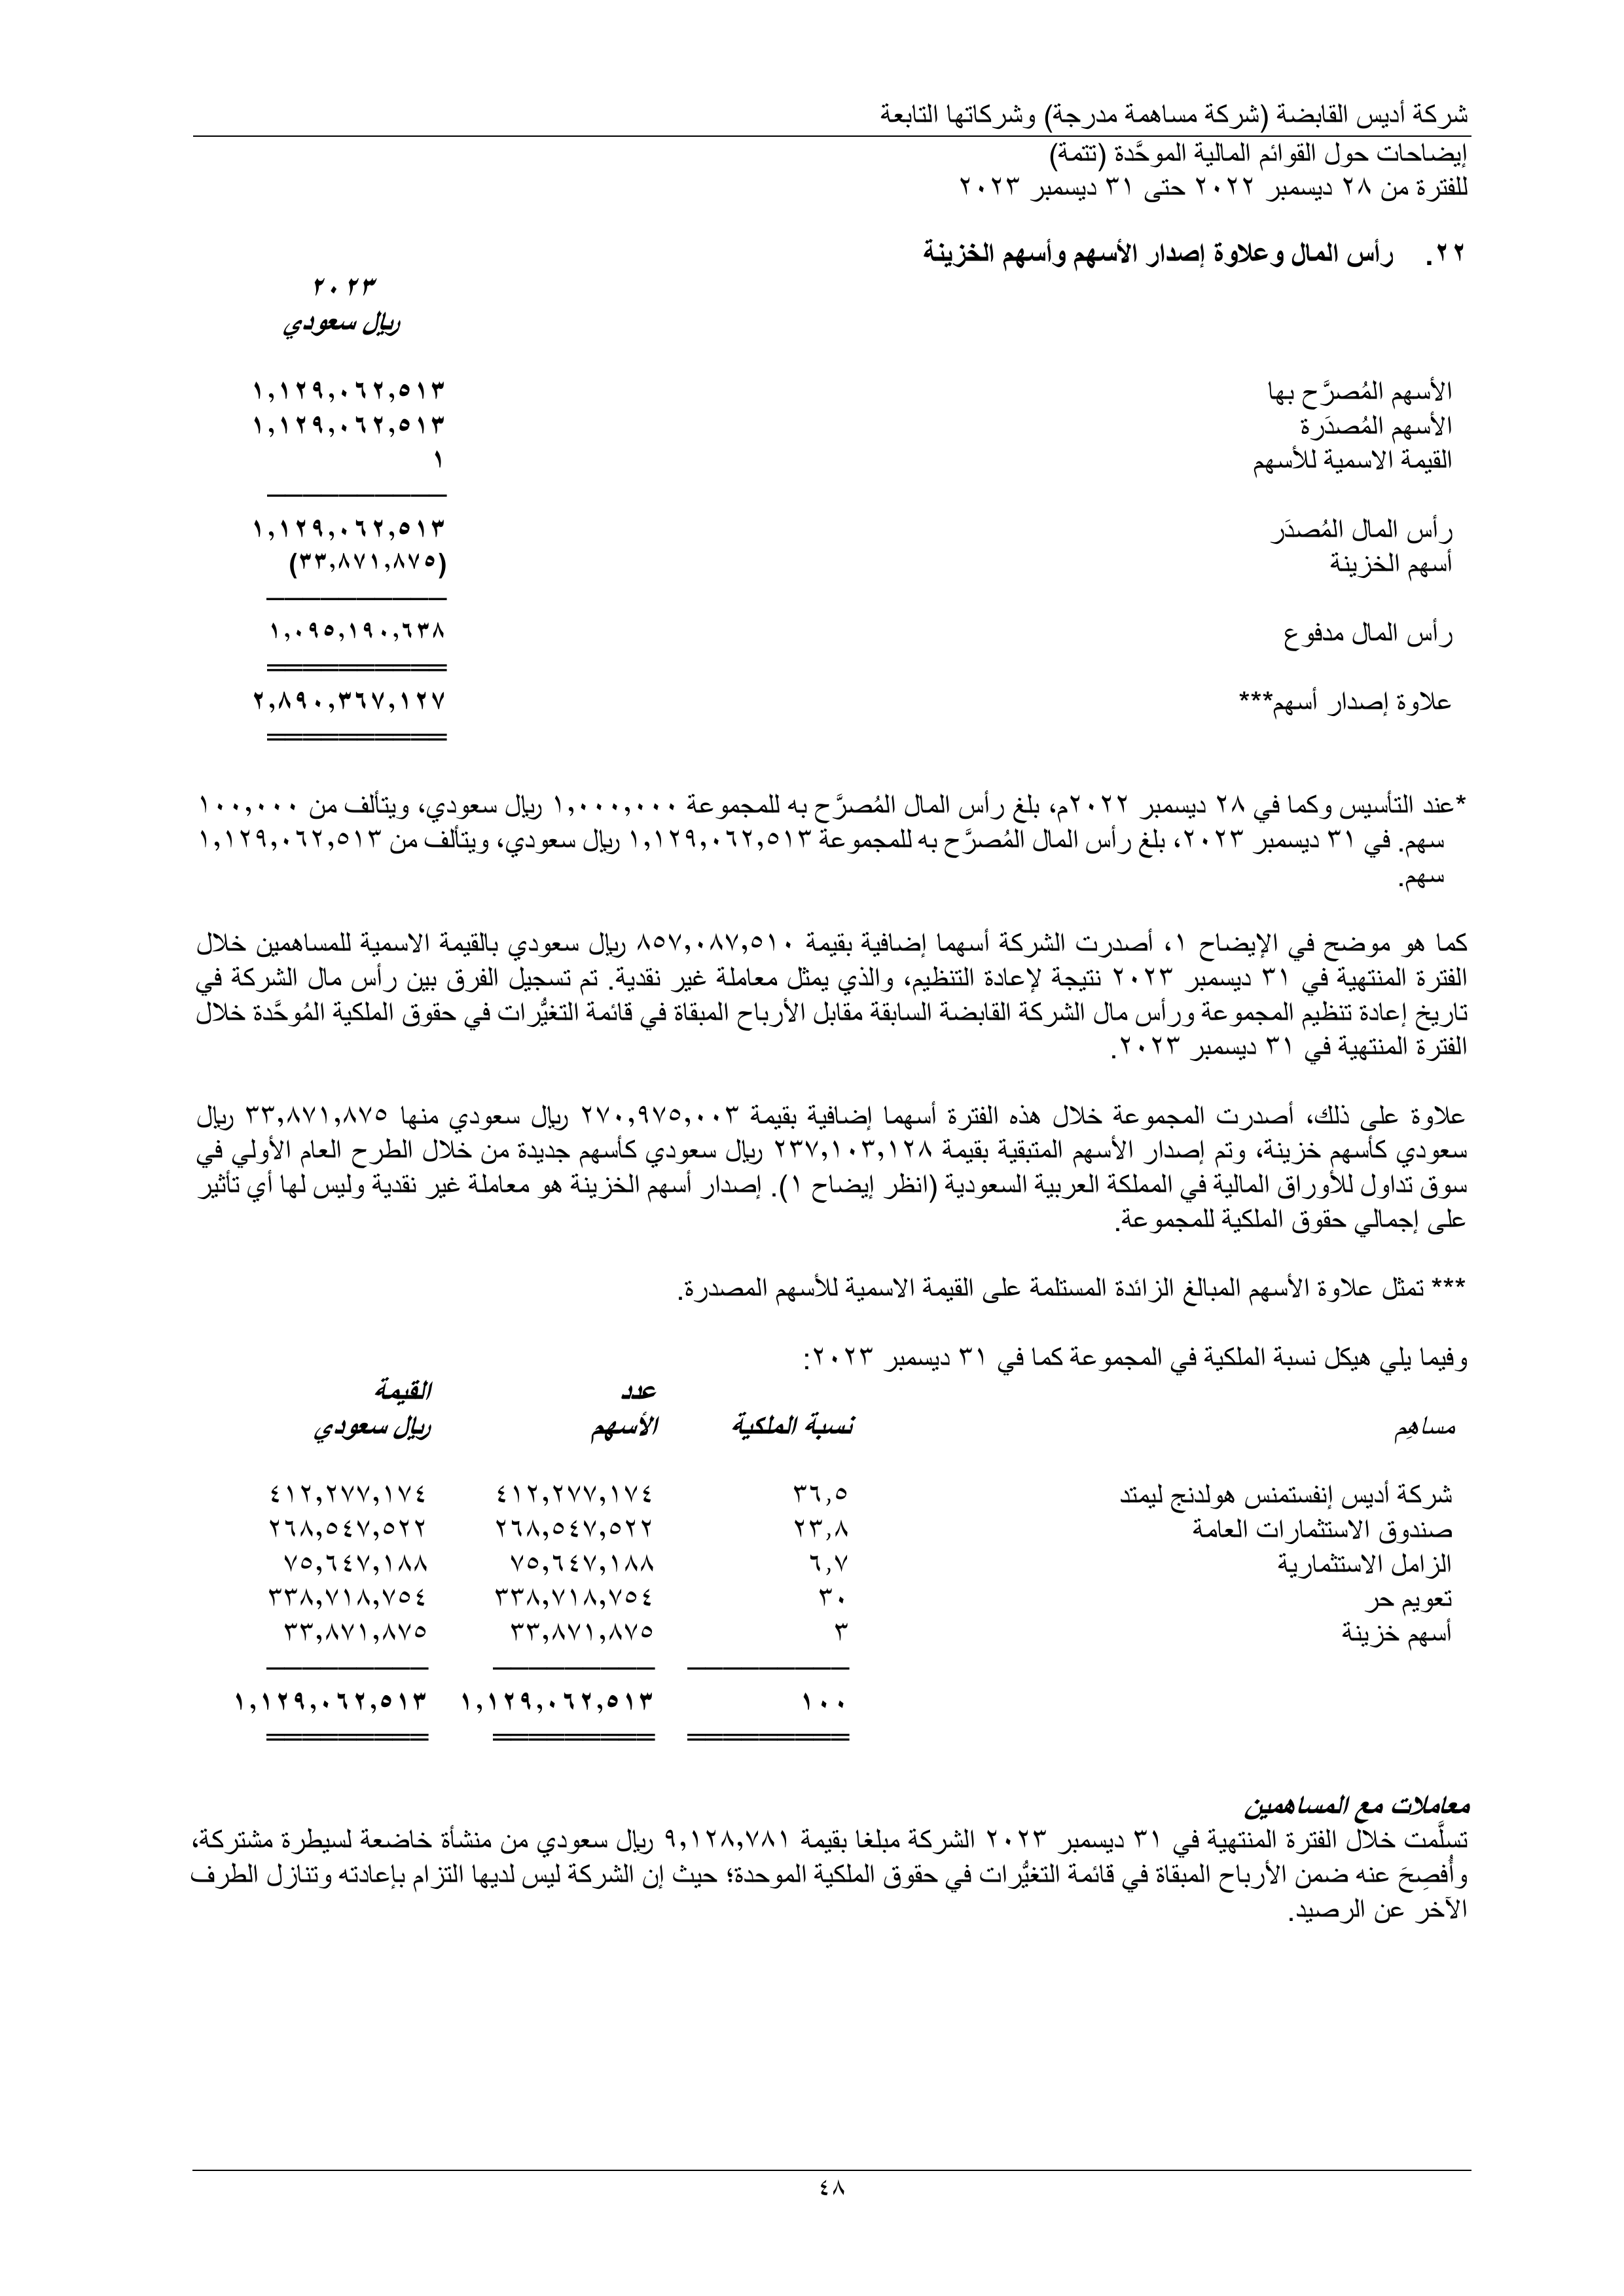 شركة أديس القابضة (شركة مساهمة مدرجة) وشركاتها التابعة
إيضاحات حول القوائم المالية الموحَّدة (تتمة)
للفترة من ٢٨ ديسمبر ٢٠٢٢ حتى ٣١ ديسمبر ٢٠٢٣
٢٢. رأس المال وعلاوة إصدار الأسهم وأسهم الخزينة
٢٠٢٣
ريال سعودي
الأسهم المُصرَّح بها ١,١٢٩,٠٦٢,٥١٣
الأسهم المُصدَرة ١,١٢٩,٠٦٢,٥١٣
القيمة الاسمية للأسهم ١
رأس المال المُصدَر ١,١٢٩,٠٦٢,٥١٣
أسهم الخزينة (٣٣,٨٧١,٨٧٥)
رأس المال مدفوع ١,٠٩٥,١٩٠,٦٣٨
علاوة إصدار أسهم*** ٢,٨٩٠,٣٦٧,١٢٧
*عند التأسيس وكما في ٢٨ ديسمبر ٢٠٢٢م، بلغ رأس المال المُصرَّح به للمجموعة ١,٠٠٠,٠٠٠ ريال سعودي، ويتألف من ١٠٠,٠٠٠
سهم. في ٣١ ديسمبر ٢٠٢٣، بلغ رأس المال المُصرَّح به للمجموعة ١,١٢٩,٠٦٢,٥١٣ ريال سعودي، ويتألف من ١,١٢٩,٠٦٢,٥١٣
سهم.
كما هو موضح في الإيضاح ١، أصدرت الشركة أسهما إضافية بقيمة ٨٥٧,٠٨٧,٥١٠ ريال سعودي بالقيمة الاسمية للمساهمين خلال
الفترة المنتهية في ٣١ ديسمبر ٢٠٢٣ نتيجة لإعادة التنظيم، والذي يمثل معاملة غير نقدية. تم تسجيل الفرق بين رأس مال الشركة في
تاريخ إعادة تنظيم المجموعة ورأس مال الشركة القابضة السابقة مقابل الأرباح المبقاة في قائمة التغيُّرات في حقوق الملكية المُوحَّدة خلال
الفترة المنتهية في ٣١ ديسمبر ٢٠٢٣.
علاوة على ذلك، أصدرت المجموعة خلال هذه الفترة أسهما إضافية بقيمة ٢٧٠,٩٧٥,٠٠٣ ريال سعودي منها ٣٣,٨٧١,٨٧٥ ريال
سعودي كأسهم خزينة، وتم إصدار الأسهم المتبقية بقيمة ٢٣٧,١٠٣,١٢٨ ريال سعودي كأسهم جديدة من خلال الطرح العام الأولي في
سوق تداول للأوراق المالية في المملكة العربية السعودية (انظر إيضاح ١). إصدار أسهم الخزينة هو معاملة غير نقدية وليس لها أي تأثير
على إجمالي حقوق الملكية للمجموعة.
*** تمثل علاوة الأسهم المبالغ الزائدة المستلمة على القيمة الاسمية للأسهم المصدرة.
وفيما يلي هيكل نسبة الملكية في المجموعة كما في ٣١ ديسمبر ٢٠٢٣:
عدد القيمة
مساهِم نسبة الملكية الأسهم ريال سعودي
شركة أديس إنفستمنس هولدنج ليمتد ٣٦,٥ ٤١٢,٢٧٧,١٧٤ ٤١٢,٢٧٧,١٧٤
صندوق الاستثمارات العامة ٢٣,٨ ٢٦٨,٥٤٧,٥٢٢ ٢٦٨,٥٤٧,٥٢٢
الزامل الاستثمارية ٦,٧ ٧٥,٦٤٧,١٨٨ ٧٥,٦٤٧,١٨٨
تعويم حر ٣٠ ٣٣٨,٧١٨,٧٥٤ ٣٣٨,٧١٨,٧٥٤
أسهم خزينة ٣ ٣٣,٨٧١,٨٧٥ ٣٣,٨٧١,٨٧٥
١٠٠ ١,١٢٩,٠٦٢,٥١٣ ١,١٢٩,٠٦٢,٥١٣
معاملات مع المساهمين
تسلَّمت خلال الفترة المنتهية في ٣١ ديسمبر ٢٠٢٣ الشركة مبلغا بقيمة ٩,١٢٨,٧٨١ ريال سعودي من منشأة خاضعة لسيطرة مشتركة،
وأُفصِحَ عنه ضمن الأرباح المبقاة في قائمة التغيُّرات في حقوق الملكية الموحدة؛ حيث إن الشركة ليس لديها التزام بإعادته وتنازل الطرف
الآخر عن الرصيد.
٤٨